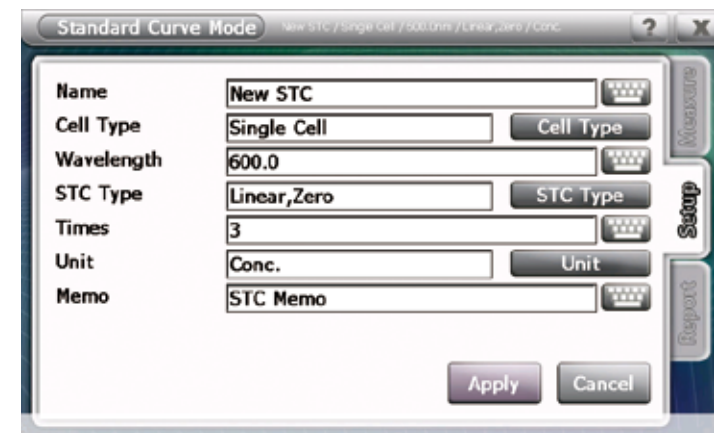 Standard Curve Mode New STC / Single Cell / 600.0nm / Linear,Zero / Conc. ? X
Name New STC
Cell Type Single Cell Cell Type
Wavelength 600.0
STC Type Linear,Zero STC Type
Times 3
Unit Conc. Unit
Memo STC Memo
Apply Cancel
Measure
Setup
Report